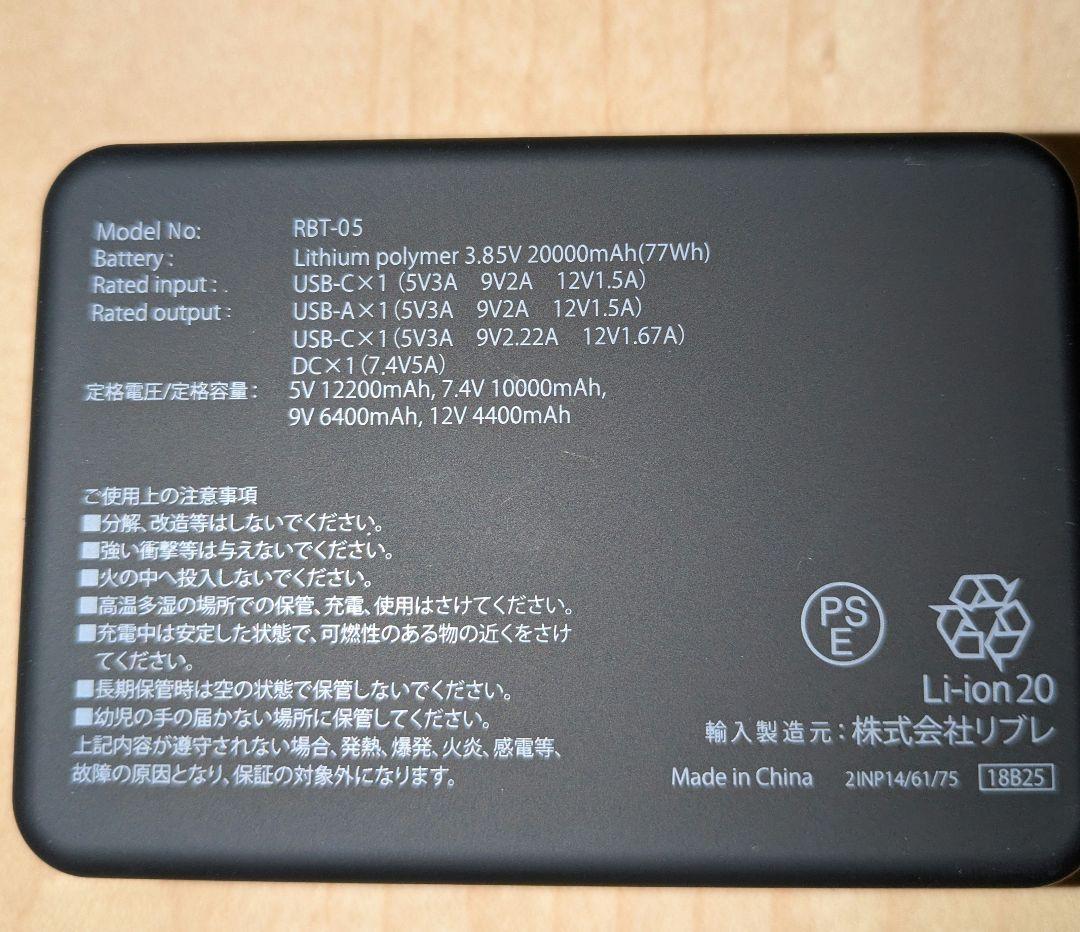 Model No: RBT-05
Battery: Lithium polymer 3.85V 20000mAh(77Wh)
Rated input: USB-C×1 (5V3A 9V2A 12V1.5A)
Rated output: USB-A×1 (5V3A 9V2A 12V1.5A)
USB-C×1 (5V3A 9V2.22A 12V1.67A)
DC×1 (7.4V5A)
定格電圧/定格容量: 5V 12200mAh, 7.4V 10000mAh,
9V 6400mAh, 12V 4400mAh
ご使用上の注意事項
■分解、改造等はしないでください。
■強い衝撃等は与えないでください。
■火の中へ投入しないでください。
■高温多湿の場所での保管、充電、使用はさけてください。
■充電中は安定した状態で、可燃性のある物の近くをさけ
てください。
■長期保管時は空の状態で保管しないでください。
■幼児の手の届かない場所に保管してください。
上記内容が遵守されない場合、発熱、爆発、火炎、感電等、
故障の原因となり、保証の対象外になります。
PS
E
Li-ion 20
輸入製造元:株式会社リブレ
Made in China 2INP14/61/75 18B25